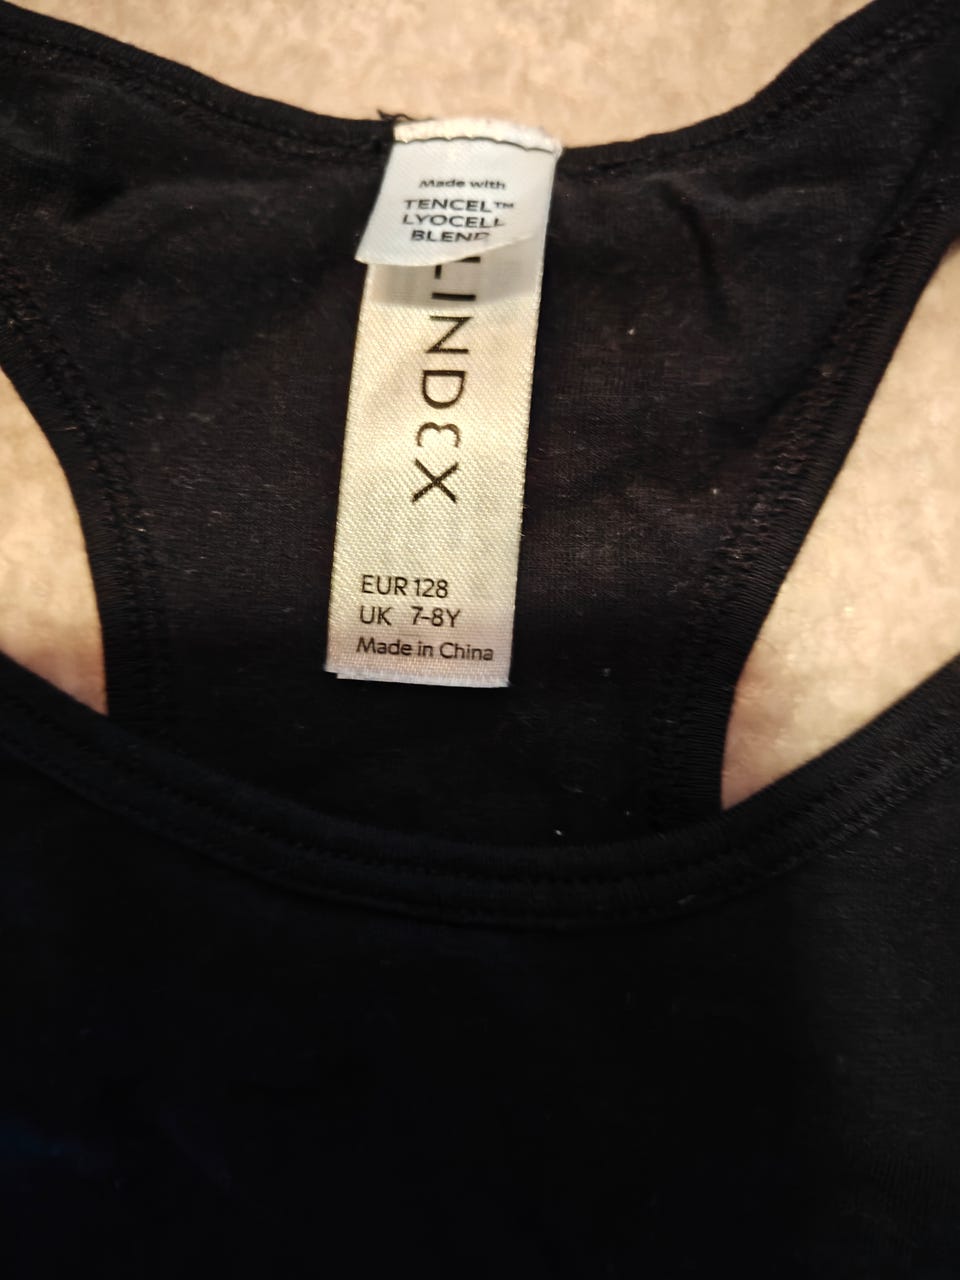 Made with
TENCEL™
LYOCELL
BLEND
LINDEX
EUR 128
UK 7-8Y
Made in China